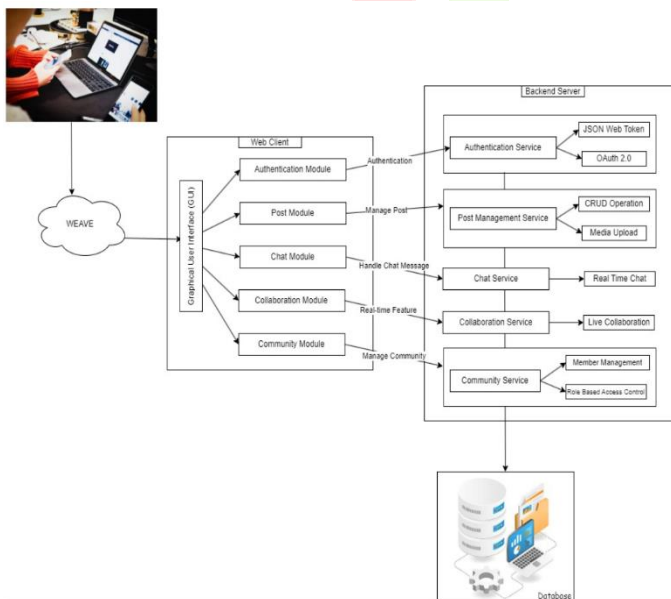 WEAVE
Web Client
Graphical User Interface (GUI)
Authentication Module
Post Module
Chat Module
Collaboration Module
Community Module
Authentication
Manage Post
Handle Chat Message
Real-time Feature
Manage Community
Backend Server
Authentication Service
JSON Web Token
OAuth 2.0
Post Management Service
CRUD Operation
Media Upload
Chat Service
Real Time Chat
Collaboration Service
Live Collaboration
Community Service
Member Management
Role Based Access Control
Database